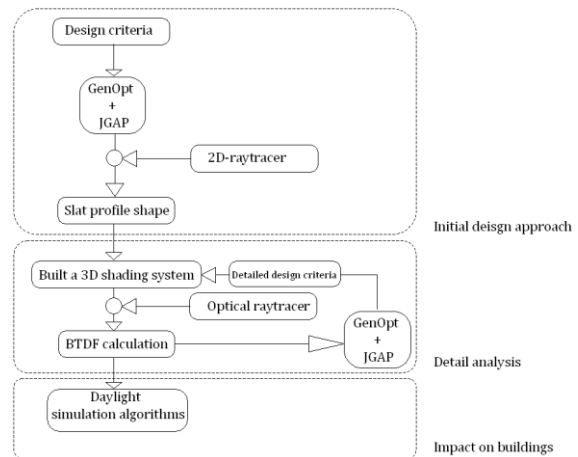 Design criteria
GenOpt
+
JGAP
2D-raytracer
Slat profile shape
Initial deisgn approach
Built a 3D shading system
Detailed design criteria
Optical raytracer
GenOpt
+
JGAP
BTDF calculation
Detail analysis
Daylight
simulation algorithms
Impact on buildings